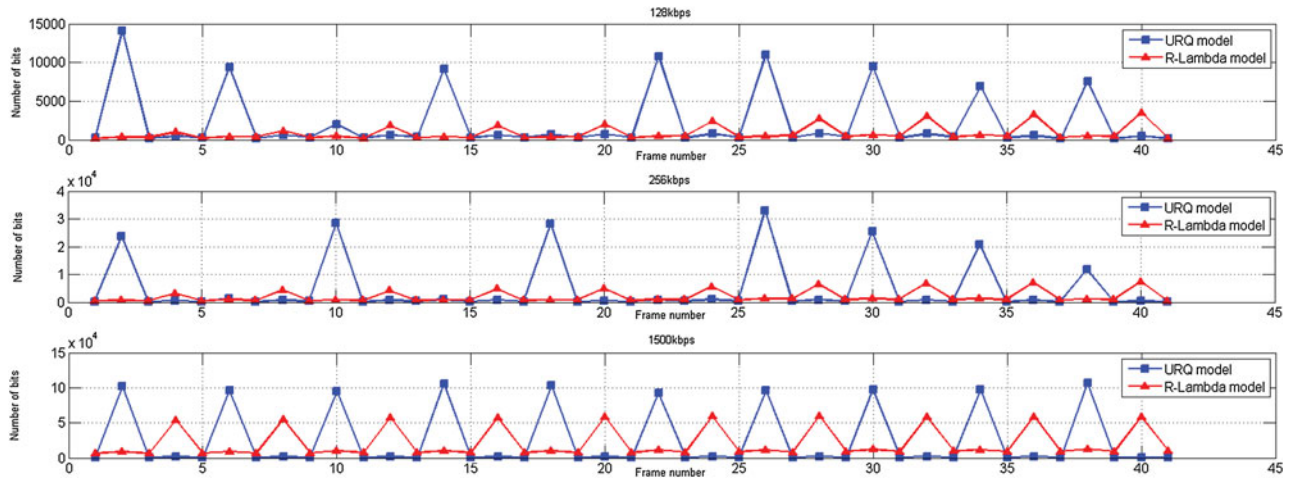 128kbps
15000
10000
5000
0
Number of bits
0 5 10 15 20 25 30 35 40 45
Frame number
URQ model
R-Lambda model
256kbps
x 10^4
4
3
2
1
0
Number of bits
0 5 10 15 20 25 30 35 40 45
Frame number
URQ model
R-Lambda model
1500kbps
x 10^4
15
10
5
0
Number of bits
0 5 10 15 20 25 30 35 40 45
Frame number
URQ model
R-Lambda model